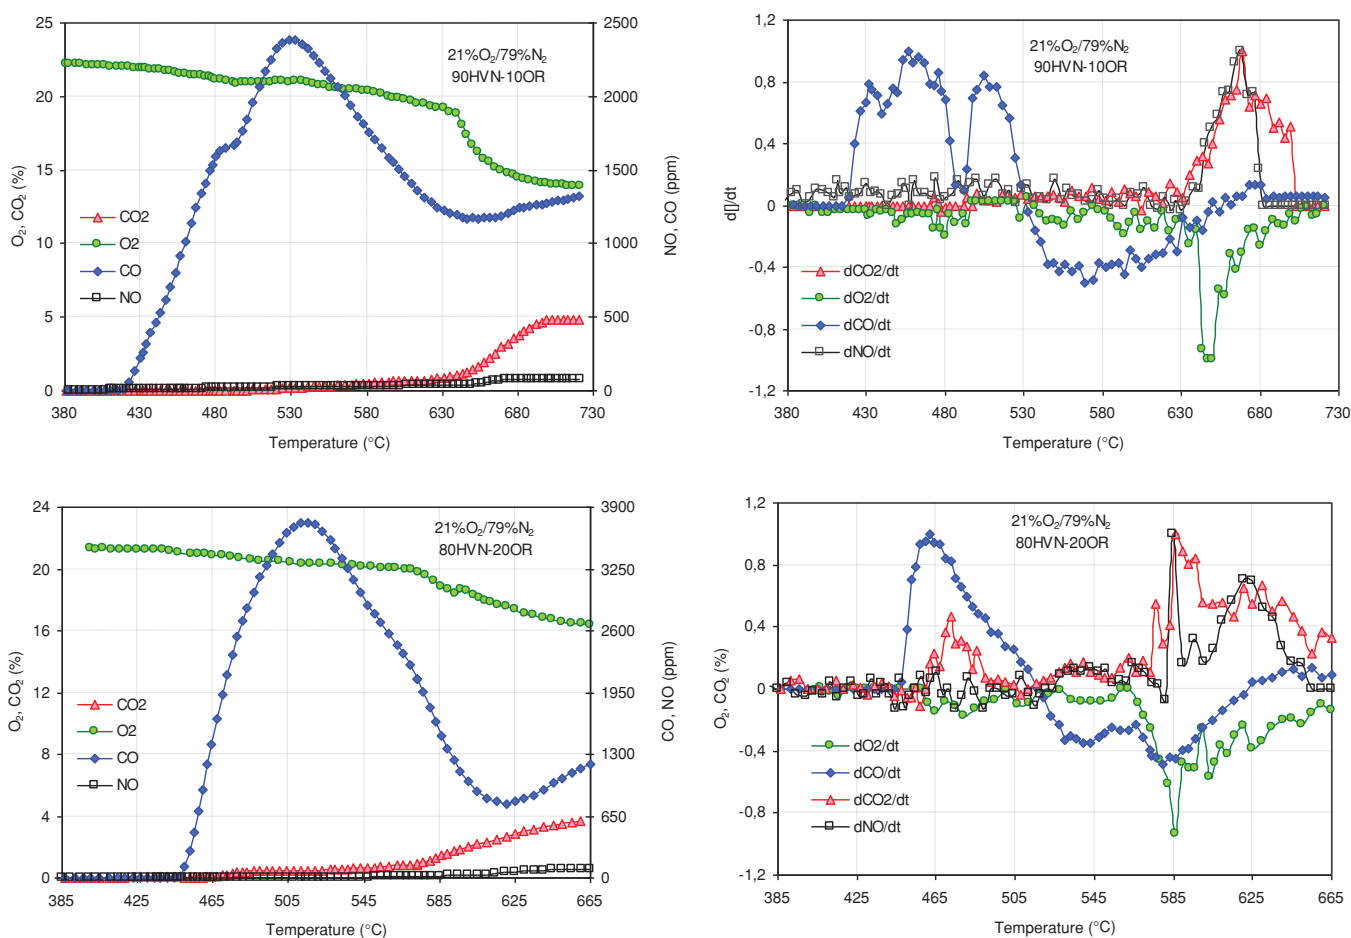 21%O₂/79%N₂
90HVN-10OR
O₂, CO₂ (%)
25
20
15
10
5
0
2500
2000
1500
1000
500
0
NO, CO (ppm)
CO2
O2
CO
NO
380 430 480 530 580 630 680 730
Temperature (°C)
21%O₂/79%N₂
90HVN-10OR
d[]/dt
1,2
0,8
0,4
0
-0,4
-0,8
-1,2
dCO2/dt
dO2/dt
dCO/dt
dNO/dt
380 430 480 530 580 630 680 730
Temperature (°C)
21%O₂/79%N₂
80HVN-20OR
O₂, CO₂ (%)
24
20
16
12
8
4
0
3900
3250
2600
1950
1300
650
0
CO, NO (ppm)
CO2
O2
CO
NO
385 425 465 505 545 585 625 665
Temperature (°C)
21%O₂/79%N₂
80HVN-20OR
O₂, CO₂ (%)
1,2
0,8
0,4
0
-0,4
-0,8
-1,2
dO2/dt
dCO/dt
dCO2/dt
dNO/dt
385 425 465 505 545 585 625 665
Temperature (°C)